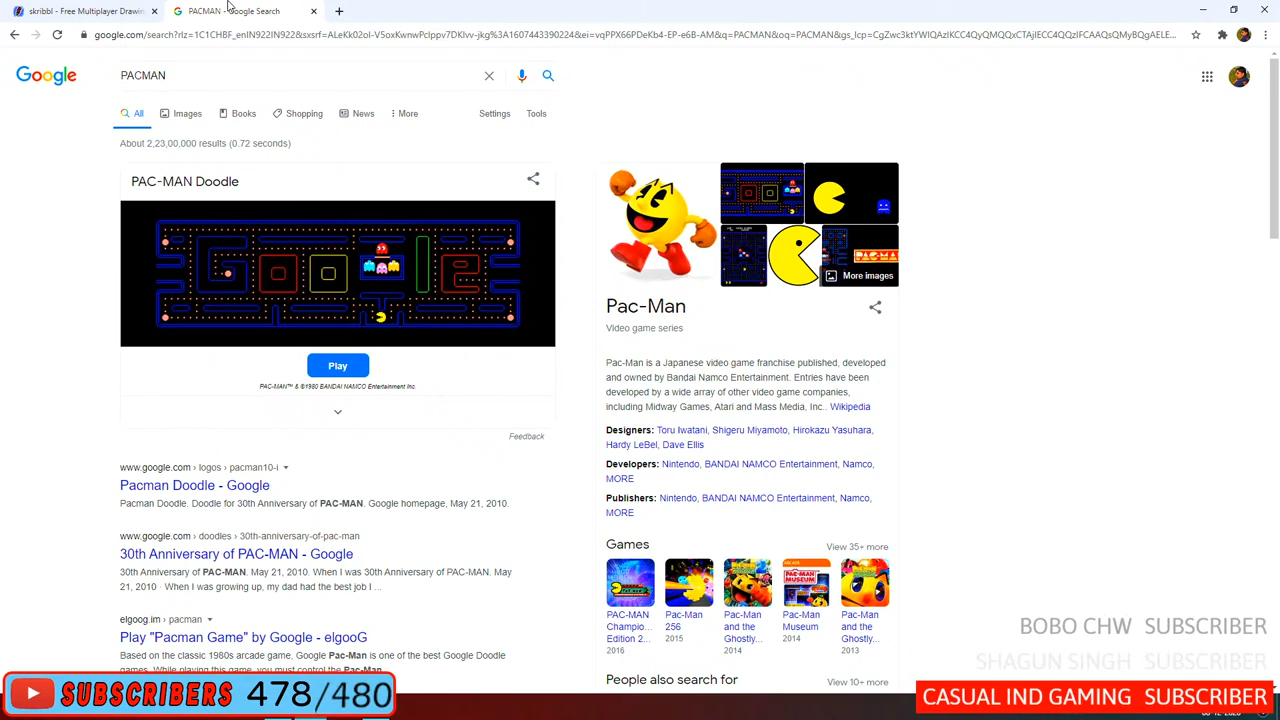 skribbl - Free Multiplayer Drawin
PACMAN - Google Search
google.com/search?rlz=1C1CHBF_enIN922IN922&sxsrf=ALeKk02ol-V5oxKwnwPclppv7DKIvv-jkg%3A1607443390224&ei=vqPPX66PDeKb4-EP-e6B-AM&q=PACMAN&oq=PACMAN&gs_lcp=
Google
PACMAN
All
Images
Books
Shopping
News
More
Settings
Tools
About 2,23,00,000 results (0.72 seconds)
PAC-MAN Doodle
Play
PAC-MAN™ & ©1980 BANDAI NAMCO Entertainment Inc.
Feedback
www.google.com › logos › pacman10-i
Pacman Doodle - Google
Pacman Doodle. Doodle for 30th Anniversary of PAC-MAN. Google homepage, May 21, 2010.
www.google.com › doodles › 30th-anniversary-of-pac-man
30th Anniversary of PAC-MAN - Google
30th Anniversary of PAC-MAN. May 21, 2010. When I was 30th Anniversary of PAC-MAN. May
21, 2010 · When I was growing up, my dad had the best job I ...
elgoog.im › pacman
Play "Pacman Game" by Google - elgooG
Based on the classic 1980s arcade game, Google Pac-Man is one of the best Google Doodle
games. While playing this game, you must control the Pac-Man
More images
Pac-Man
Video game series
Pac-Man is a Japanese video game franchise published, developed
and owned by Bandai Namco Entertainment. Entries have been
developed by a wide array of other video game companies,
including Midway Games, Atari and Mass Media, Inc.. Wikipedia
Designers: Toru Iwatani, Shigeru Miyamoto, Hirokazu Yasuhara,
Hardy LeBel, Dave Ellis
Developers: Nintendo, BANDAI NAMCO Entertainment, Namco,
MORE
Publishers: Nintendo, BANDAI NAMCO Entertainment, Namco,
MORE
Games
View 35+ more
PAC-MAN
Champio...
Edition 2...
2016
Pac-Man
256
2015
Pac-Man
and the
Ghostly...
2014
Pac-Man
Museum
2014
Pac-Man
and the
Ghostly...
2013
People also search for
View 10+ more
BOBO CHW SUBSCRIBER
SHAGUN SINGH SUBSCRIBER
CASUAL IND GAMING SUBSCRIBER
SUBSCRIBERS 478/480